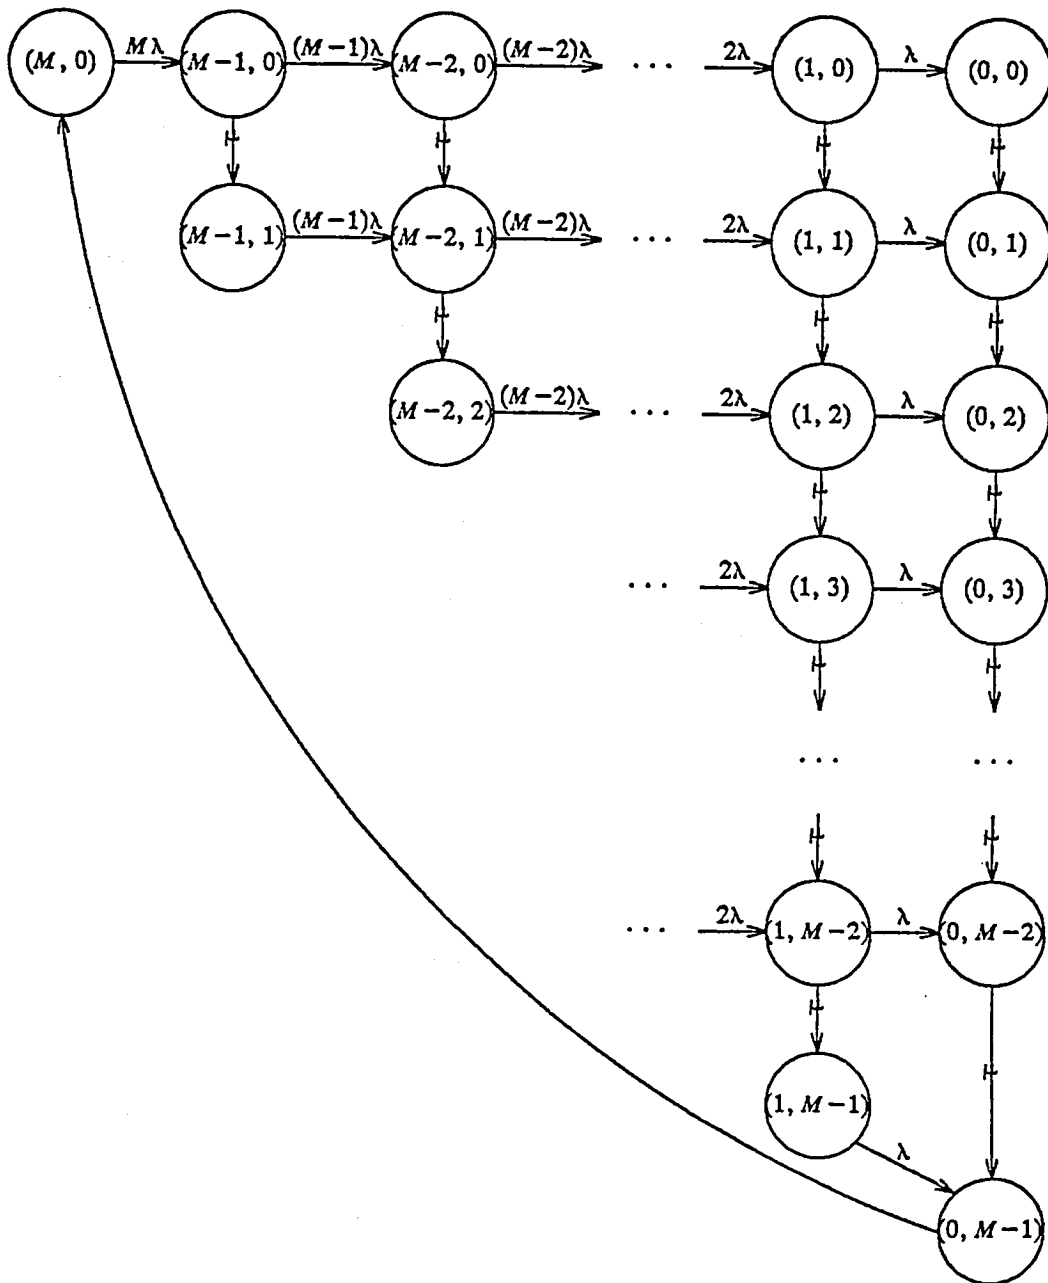 (M, 0) Mλ (M−1, 0) (M−1)λ (M−2, 0) (M−2)λ ··· 2λ (1, 0) λ (0, 0)
μ μ μ μ
(M−1, 1) (M−1)λ (M−2, 1) (M−2)λ ··· 2λ (1, 1) λ (0, 1)
μ μ μ
(M−2, 2) (M−2)λ ··· 2λ (1, 2) λ (0, 2)
μ μ
··· 2λ (1, 3) λ (0, 3)
μ μ
··· ···
μ μ
··· 2λ (1, M−2) λ (0, M−2)
μ μ
(1, M−1)
λ
(0, M−1)